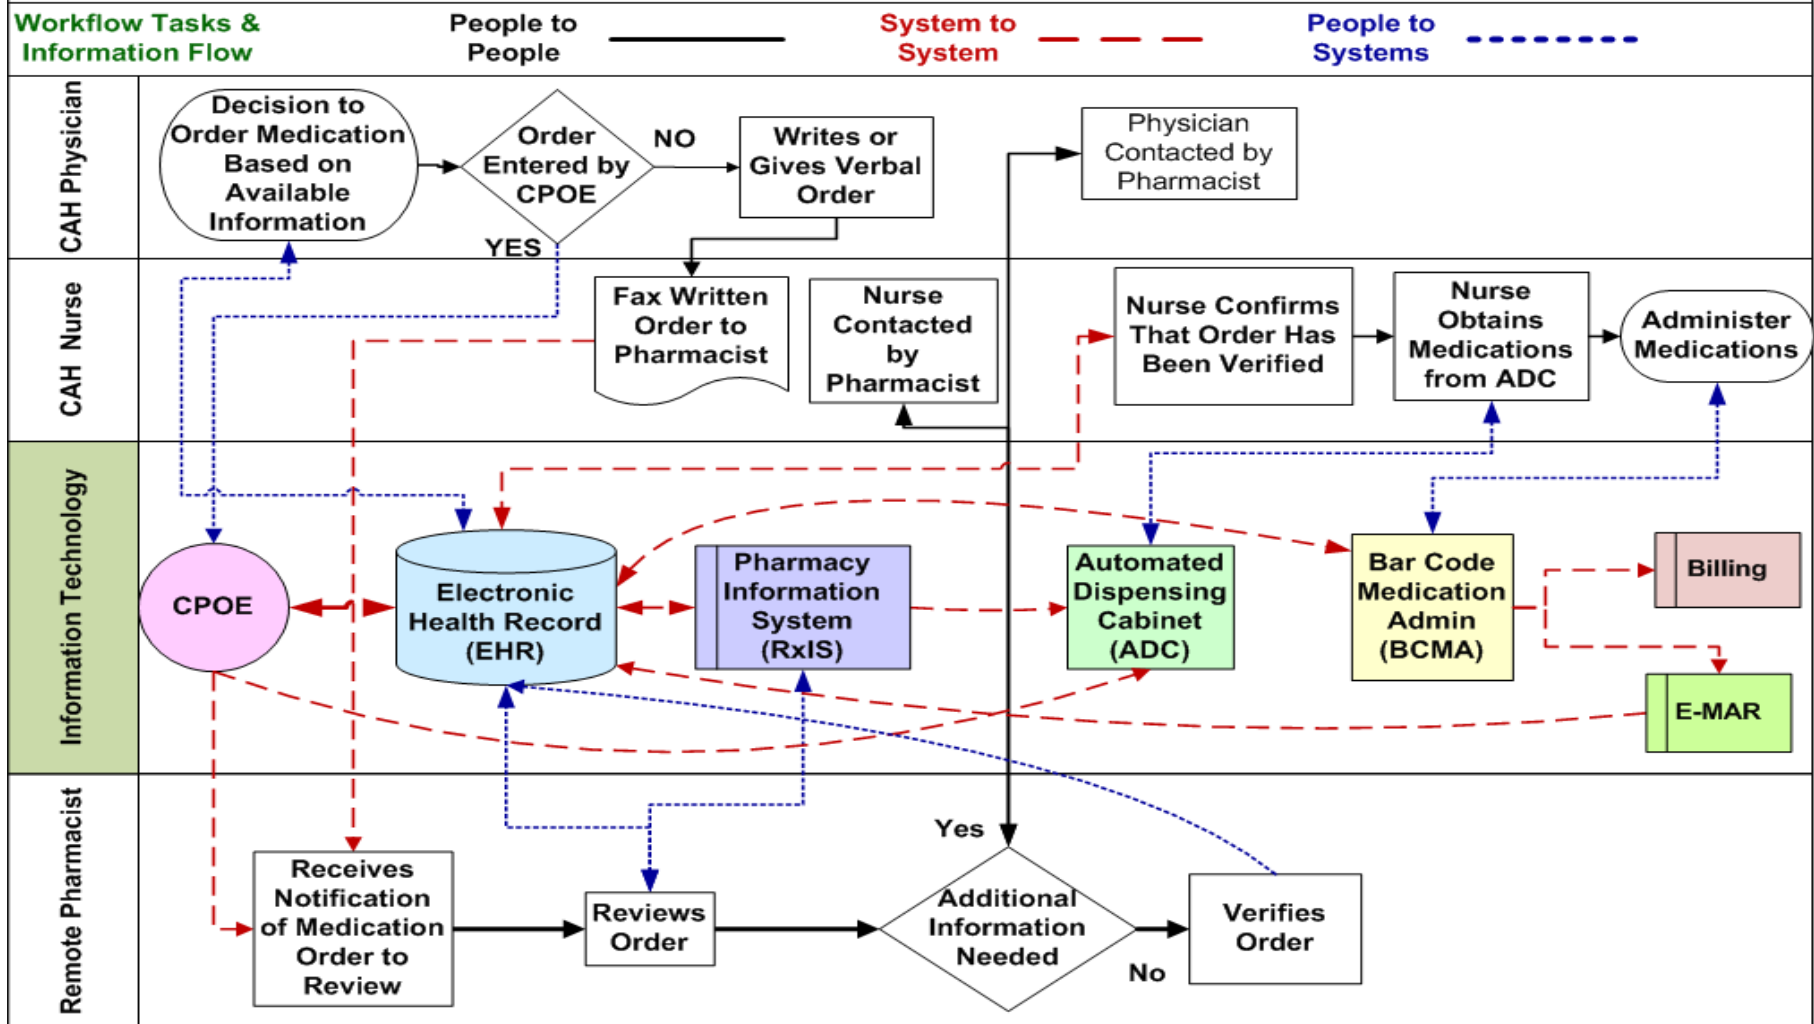 Workflow Tasks &
Information Flow
People to
People
System to
System
People to
Systems
CAH Physician
Decision to
Order Medication
Based on
Available
Information
Order
Entered by
CPOE
NO
YES
Writes or
Gives Verbal
Order
Physician
Contacted by
Pharmacist
CAH Nurse
Fax Written
Order to
Pharmacist
Nurse
Contacted
by
Pharmacist
Nurse Confirms
That Order Has
Been Verified
Nurse
Obtains
Medications
from ADC
Administer
Medications
Information Technology
CPOE
Electronic
Health Record
(EHR)
Pharmacy
Information
System
(RxIS)
Automated
Dispensing
Cabinet
(ADC)
Bar Code
Medication
Admin
(BCMA)
Billing
E-MAR
Remote Pharmacist
Receives
Notification
of Medication
Order to
Review
Reviews
Order
Yes
Additional
Information
Needed
No
Verifies
Order